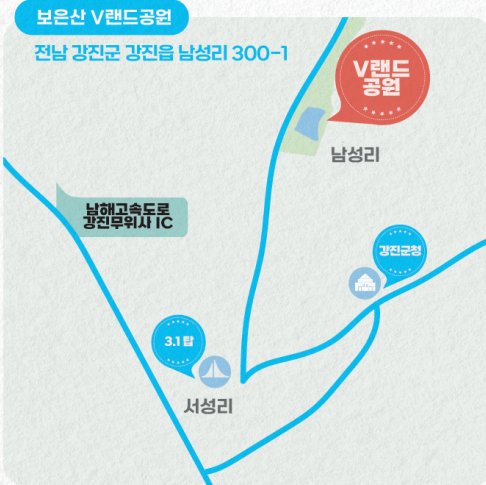 보은산 V랜드공원
전남 강진군 강진읍 남성리 300-1
V랜드
공원
남성리
남해고속도로
강진무위사 IC
강진군청
3.1 탑
서성리